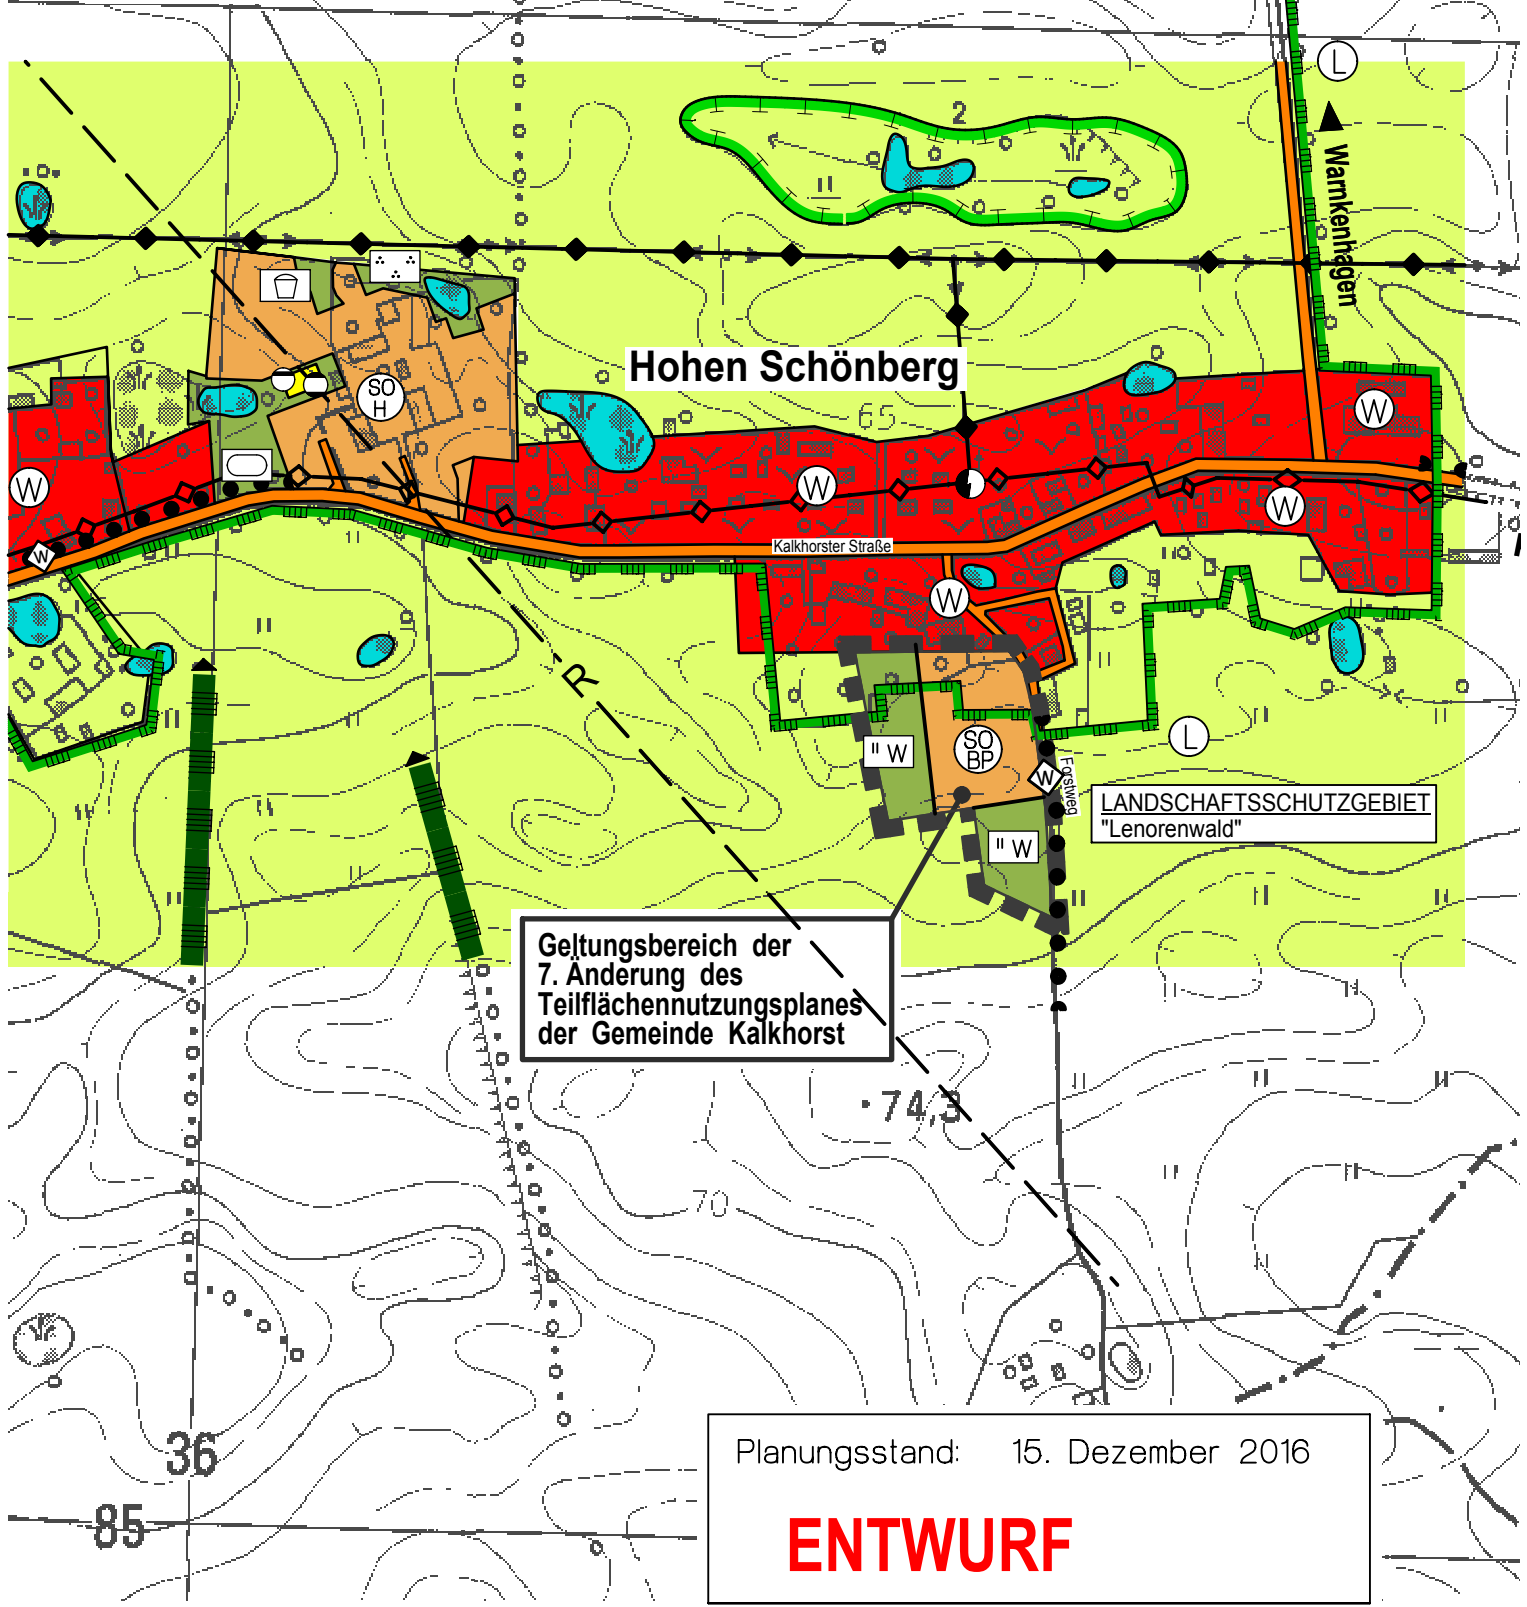 L
2
Warnkenhagen
Hohen Schönberg
65
SO
H
W
W
W
W
W
W
Kalkhorster Straße
R
L
SO
BP
" W
W
Forstweg
" W
LANDSCHAFTSSCHUTZGEBIET
"Lenorenwald"
Geltungsbereich der
7. Änderung des
Teilflächennutzungsplanes
der Gemeinde Kalkhorst
74,3
70
36
85
Planungsstand: 15. Dezember 2016
ENTWURF